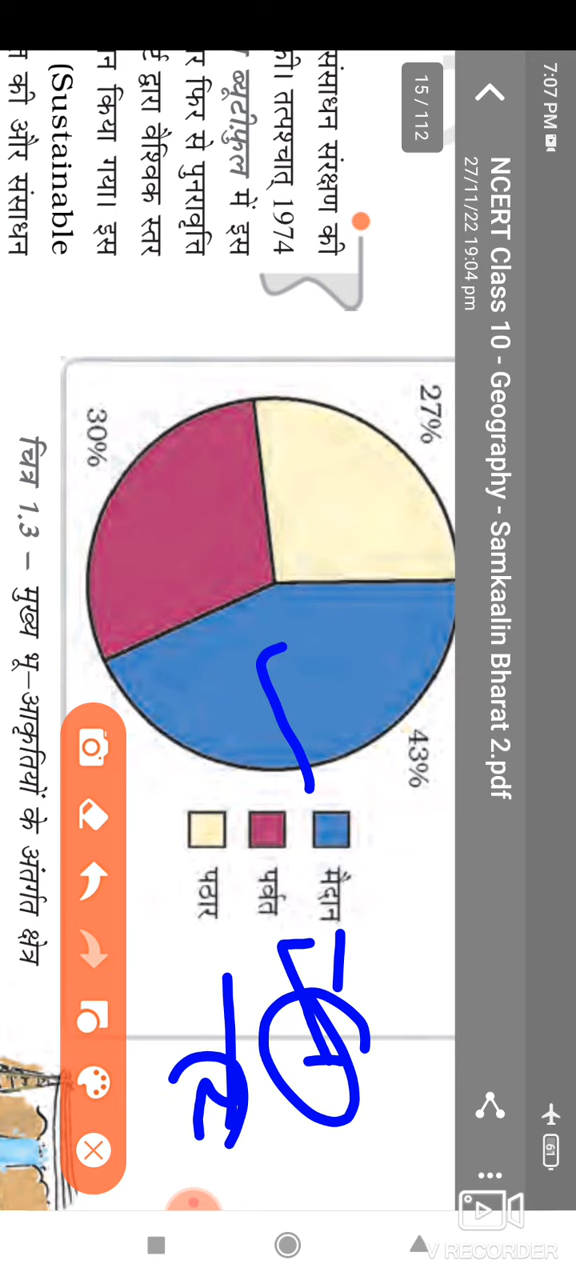 7:07 PM
61
NCERT Class 10 - Geography - Samkaalin Bharat 2.pdf
27/11/22 19:04 pm
15 / 112
संसाधन संरक्षण की
की। तत्पश्चात् 1974
ब्यूटीफुल में इस
फिर से पुनरावृत्ति
द्वारा वैश्विक स्तर
किया गया। इस
(Sustainable
की और संसाधन
27%
43%
30%
मैदान
पर्वत
पठार
चित्र 1.3 – मुख्य भू-आकृतियों के अंतर्गत क्षेत्र
V RECORDER